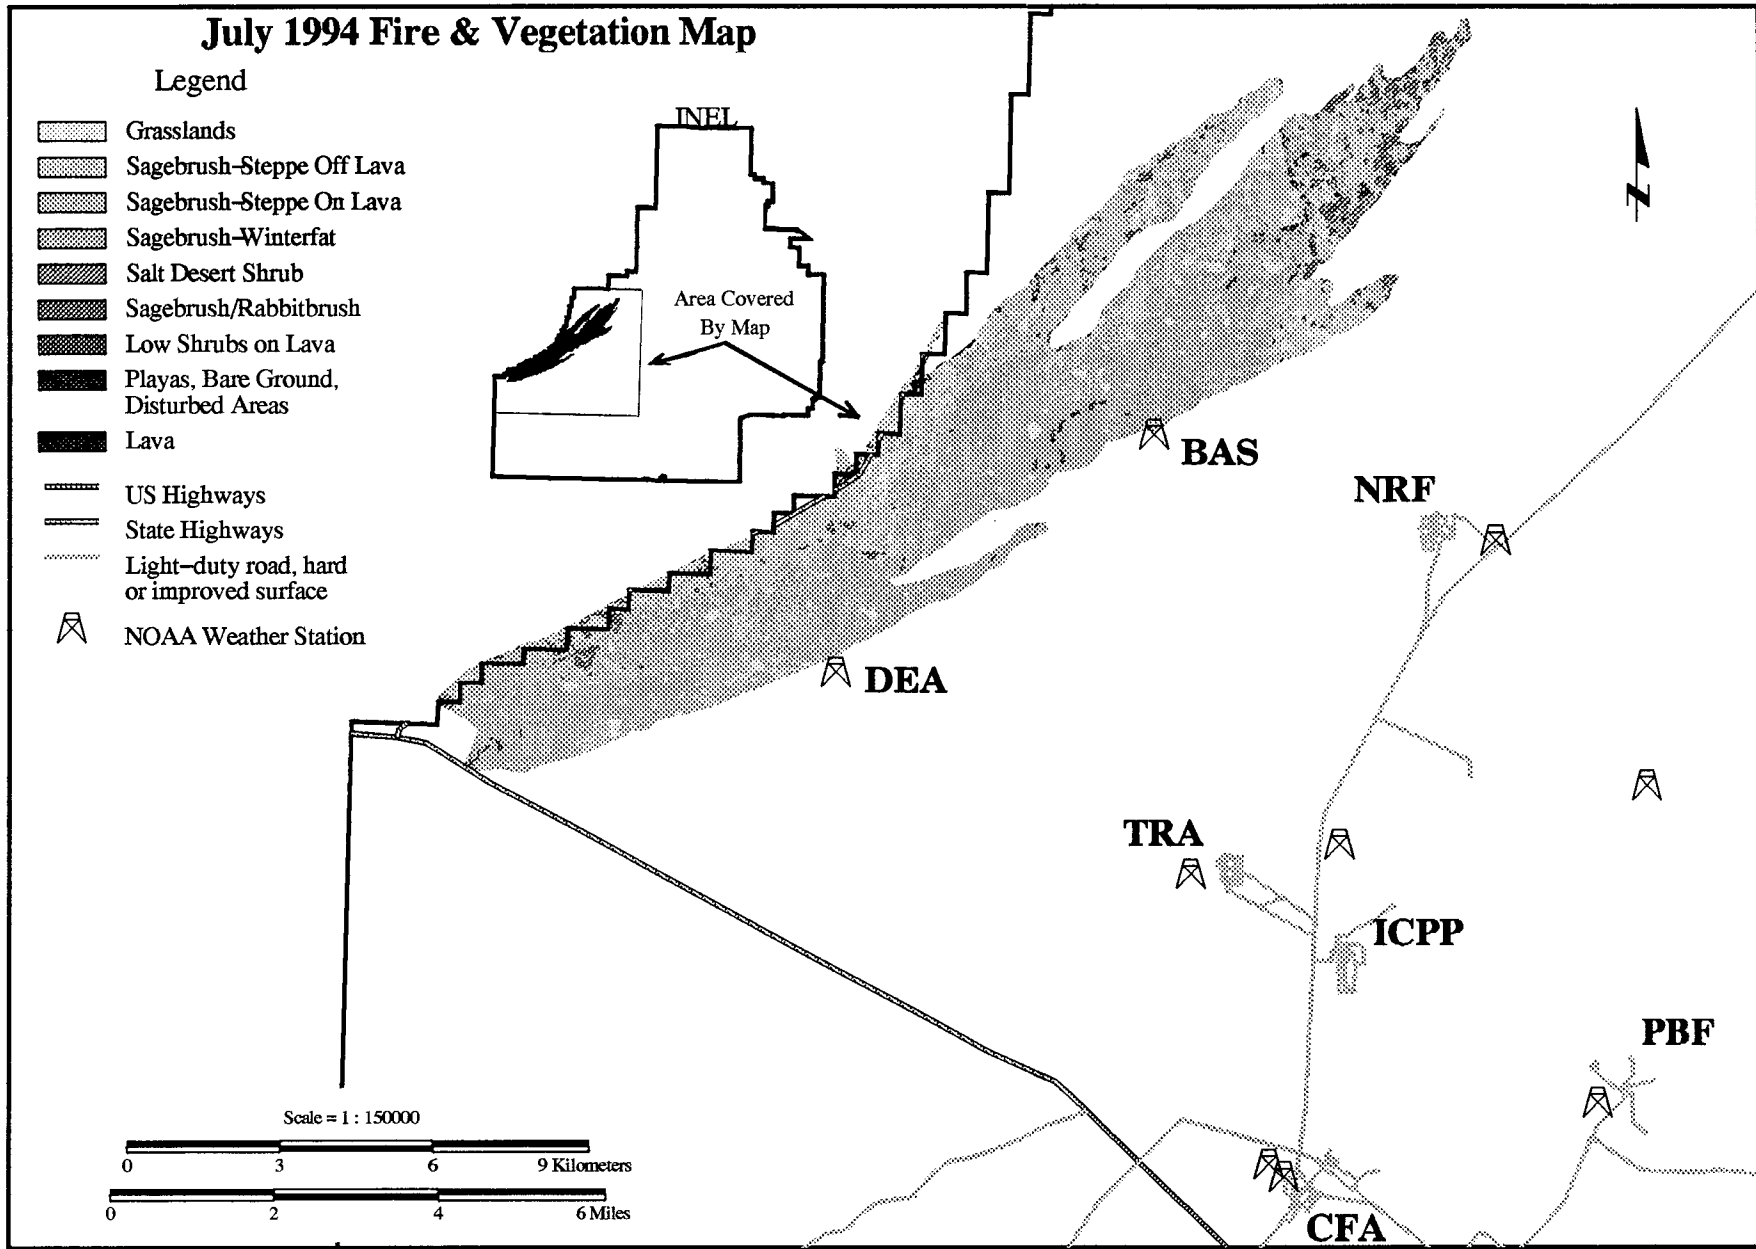 July 1994 Fire & Vegetation Map
Legend
Grasslands
Sagebrush-Steppe Off Lava
Sagebrush-Steppe On Lava
Sagebrush-Winterfat
Salt Desert Shrub
Sagebrush/Rabbitbrush
Low Shrubs on Lava
Playas, Bare Ground,
Disturbed Areas
Lava
US Highways
State Highways
Light-duty road, hard
or improved surface
NOAA Weather Station
INEL
Area Covered
By Map
N
BAS
NRF
DEA
TRA
ICPP
PBF
CFA
Scale = 1 : 150000
0 3 6 9 Kilometers
0 2 4 6 Miles